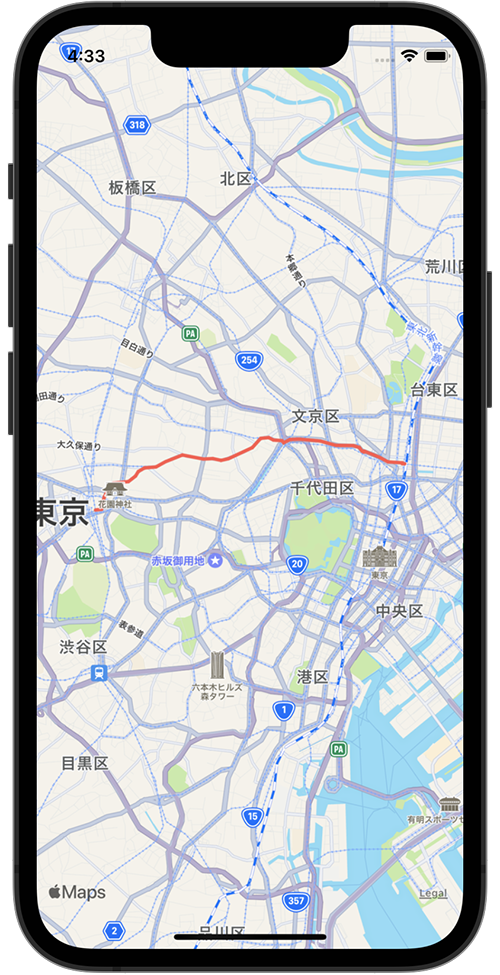 4:33
318
北区
板橋区
本郷通り
荒川区
PA
目白通り
254
台東区
文京区
大久保通り
千代田区
17
花園神社
東京
PA
赤坂御用地
20
東京
中央区
表参道
渋谷区
港区
六本木ヒルズ
森タワー
1
PA
目黒区
有明スポーツセ
15
Maps
Legal
357
2
品川区